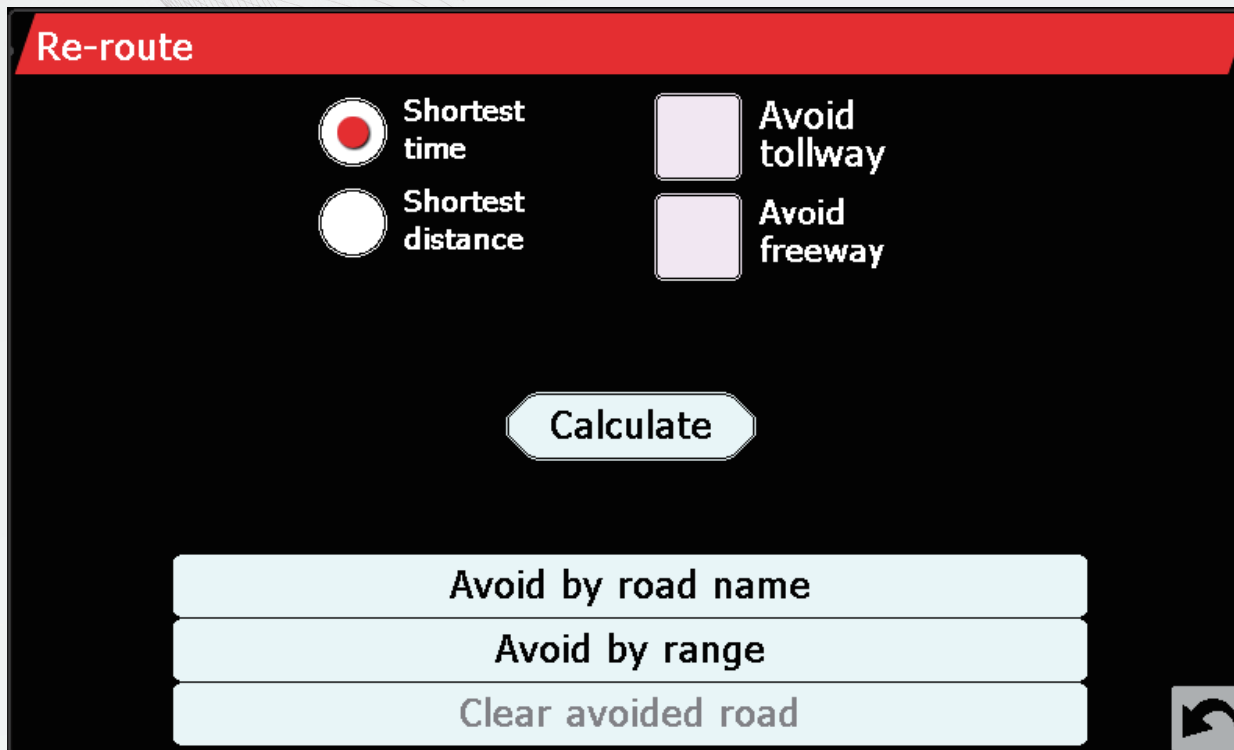 Re-route
Shortest
time
Avoid
tollway
Shortest
distance
Avoid
freeway
Calculate
Avoid by road name
Avoid by range
Clear avoided road